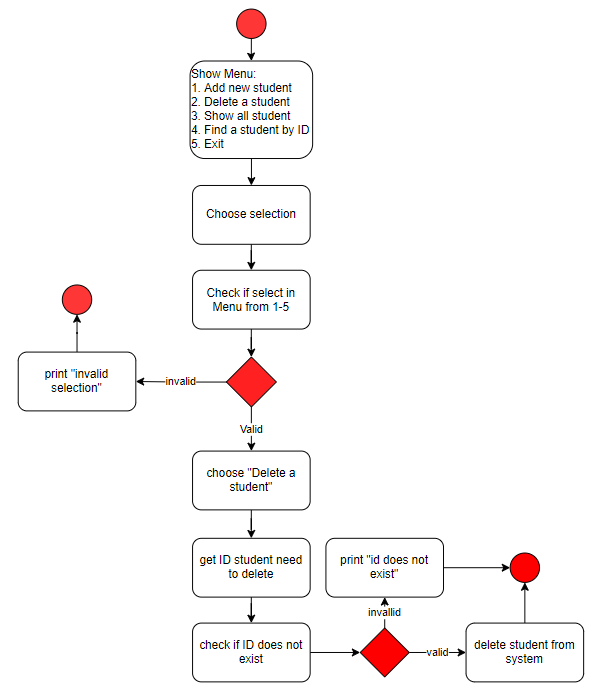 Show Menu:
1. Add new student
2. Delete a student
3. Show all student
4. Find a student by ID
5. Exit
Choose selection
Check if select in
Menu from 1-5
invalid
print "invalid
selection"
Valid
choose "Delete a
student"
get ID student need
to delete
check if ID does not
exist
invallid
print "id does not
exist"
valid
delete student from
system